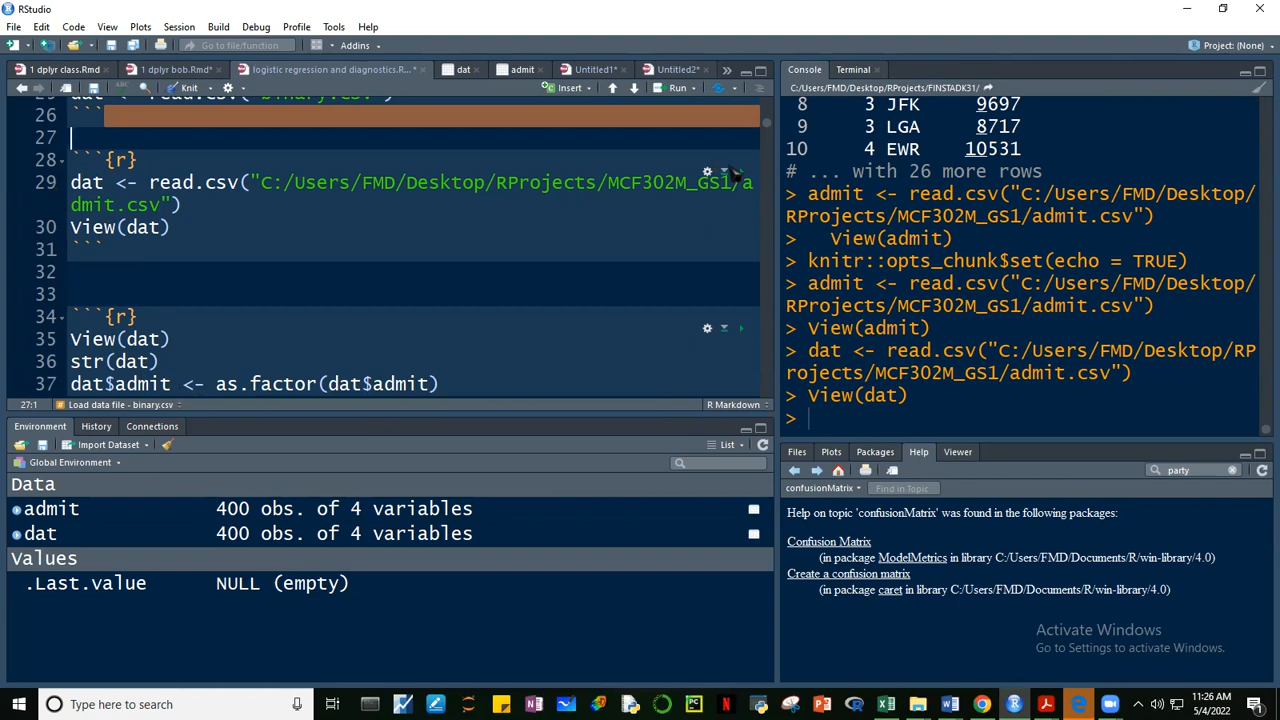 RStudio
File Edit Code View Plots Session Build Debug Profile Tools Help
Go to file/function Addins Project: (None)
1 dplyr class.Rmd 1 dplyr bob.Rmd* logistic regression and diagnostics.R...* dat admit Untitled1* Untitled2*
Knit Insert Run
26 ```
27
28 ```{r}
29 dat <- read.csv("C:/Users/FMD/Desktop/RProjects/MCF302M_GS1/a
dmit.csv")
30 View(dat)
31 ```
32
33
34 ```{r}
35 View(dat)
36 str(dat)
37 dat$admit <- as.factor(dat$admit)
27:1 Load data file - binary.csv R Markdown
Environment History Connections
Import Dataset List
Global Environment
Data
admit 400 obs. of 4 variables
dat 400 obs. of 4 variables
Values
.Last.value NULL (empty)
Console Terminal
C:/Users/FMD/Desktop/RProjects/FINSTADK31/
8 3 JFK 9697
9 3 LGA 8717
10 4 EWR 10531
# ... with 26 more rows
> admit <- read.csv("C:/Users/FMD/Desktop/
RProjects/MCF302M_GS1/admit.csv")
> View(admit)
> knitr::opts_chunk$set(echo = TRUE)
> admit <- read.csv("C:/Users/FMD/Desktop/
RProjects/MCF302M_GS1/admit.csv")
> View(admit)
> dat <- read.csv("C:/Users/FMD/Desktop/RP
rojects/MCF302M_GS1/admit.csv")
> View(dat)
>
Files Plots Packages Help Viewer
party
confusionMatrix Find in Topic
Help on topic 'confusionMatrix' was found in the following packages:
Confusion Matrix
(in package ModelMetrics in library C:/Users/FMD/Documents/R/win-library/4.0)
Create a confusion matrix
(in package caret in library C:/Users/FMD/Documents/R/win-library/4.0)
Activate Windows
Go to Settings to activate Windows.
Type here to search
11:26 AM
5/4/2022